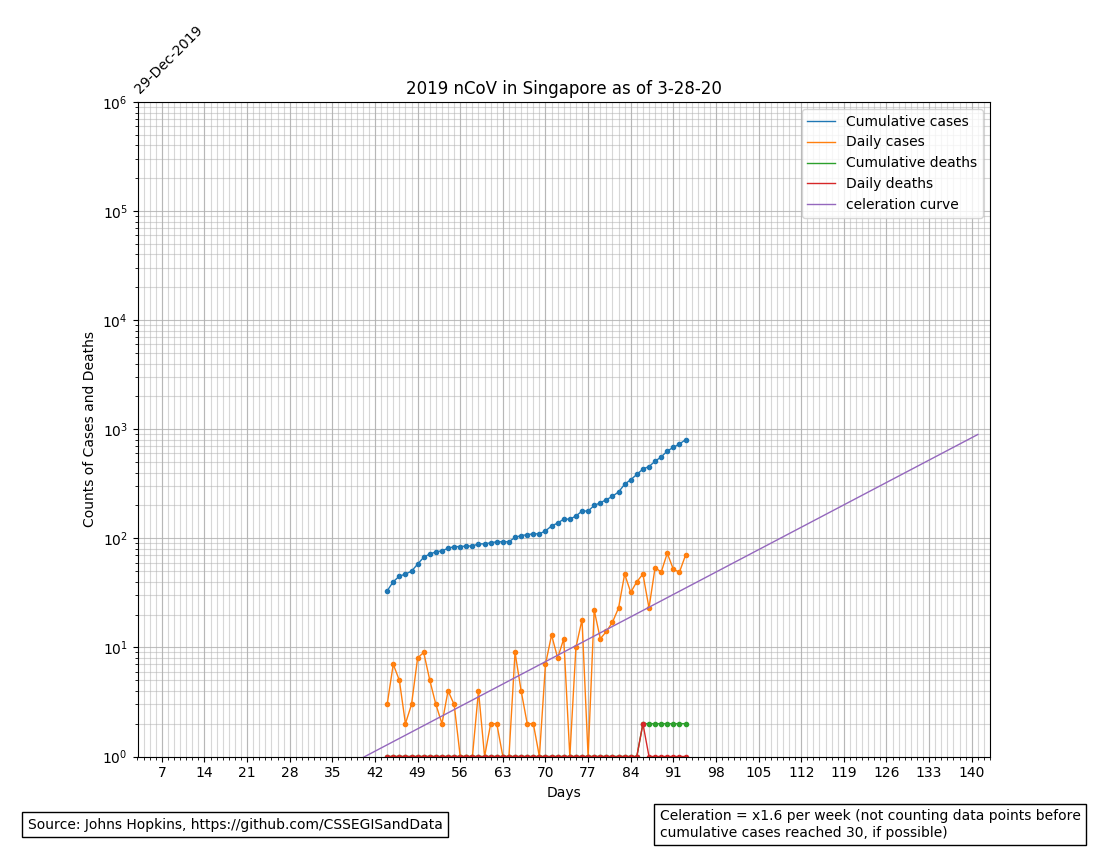 29-Dec-2019
2019 nCoV in Singapore as of 3-28-20
Cumulative cases
Daily cases
Cumulative deaths
Daily deaths
celeration curve
Counts of Cases and Deaths
10^6
10^5
10^4
10^3
10^2
10^1
10^0
7 14 21 28 35 42 49 56 63 70 77 84 91 98 105 112 119 126 133 140
Days
Source: Johns Hopkins, https://github.com/CSSEGISandData
Celeration = x1.6 per week (not counting data points before
cumulative cases reached 30, if possible)